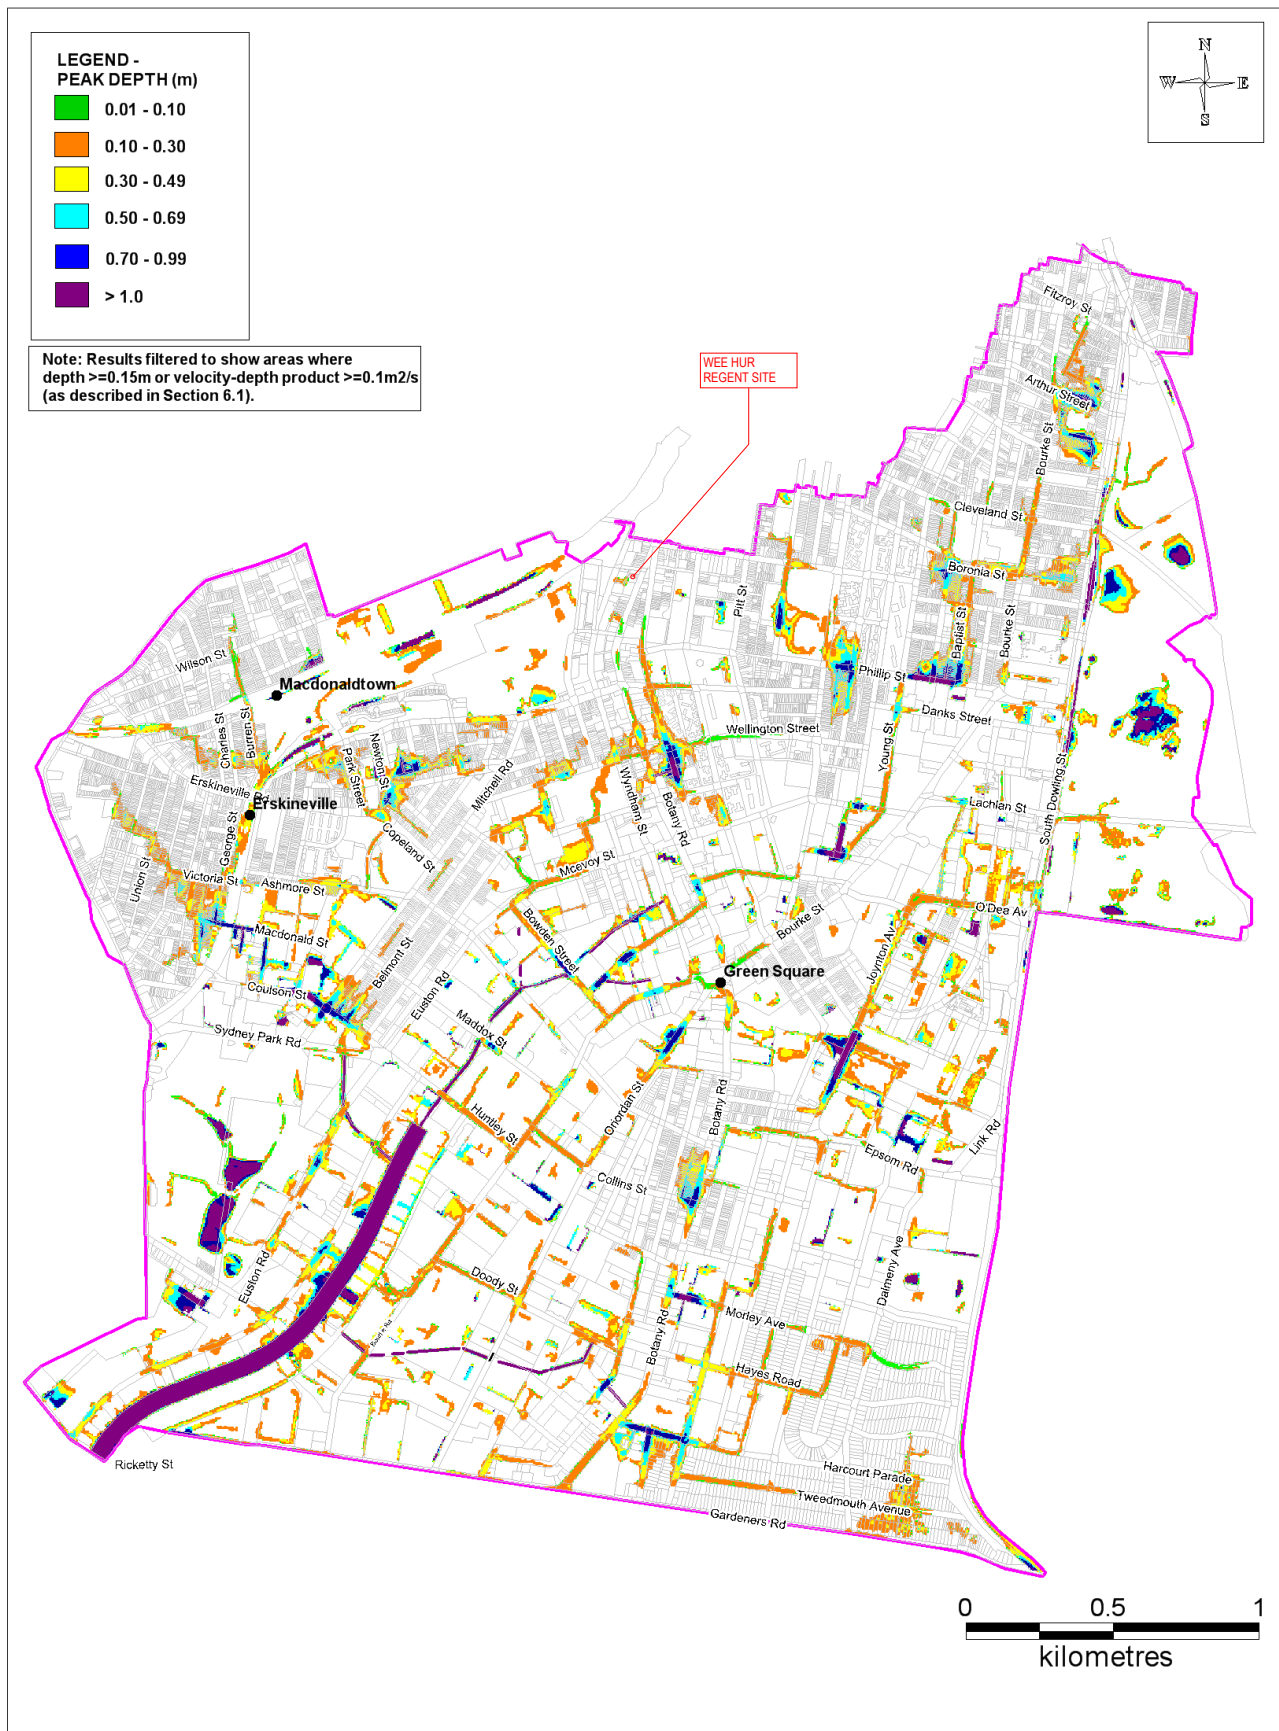 LEGEND -
PEAK DEPTH (m)
0.01 - 0.10
0.10 - 0.30
0.30 - 0.49
0.50 - 0.69
0.70 - 0.99
> 1.0
Note: Results filtered to show areas where
depth >=0.15m or velocity-depth product >=0.1m2/s
(as described in Section 6.1).
N
W
E
S
WEE HUR
REGENT SITE
Fitzroy St
Arthur Street
Bourke St
Cleveland St
Boronia St
Pitt St
Baptist St
Bourke St
Wilson St
Macdonaldtown
Phillip St
Danks Street
Charles St
Burren St
Wellington Street
Young St
Newton St
Park Street
Mitchell Rd
Erskineville Rd
Erskineville
Wyndham St
Botany Rd
South Dowling St
Lachlan St
George St
Copeland St
Mcevoy St
Union St
Victoria St
Ashmore St
O'Dea Av
Bowden Street
Bourke St
Macdonald St
Belmont St
Joynton Av
Green Square
Coulson St
Euston Rd
Maddox St
Sydney Park Rd
Huntley St
Oriordan St
Botany Rd
Link Rd
Epsom Rd
Collins St
Euston Rd
Doody St
Dalmeny Ave
Morley Ave
Botany Rd
Hayes Road
Harcourt Parade
Ricketty St
Tweedmouth Avenue
Gardeners Rd
0
0.5
1
kilometres